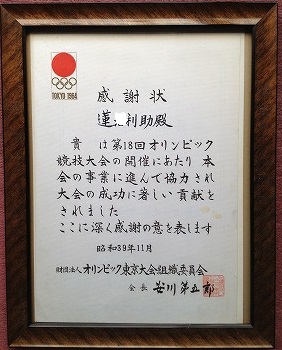 TOKYO 1964
感謝状
蓮 利助殿
貴 は第18回オリンピック
競技大会の開催にあたり 本
会の事業に進んで協力され
大会の成功に著しい貢献を
されました
ここに深く感謝の意を表します
昭和39年11月
財団法人 オリンピック東京大会組織委員会
会長